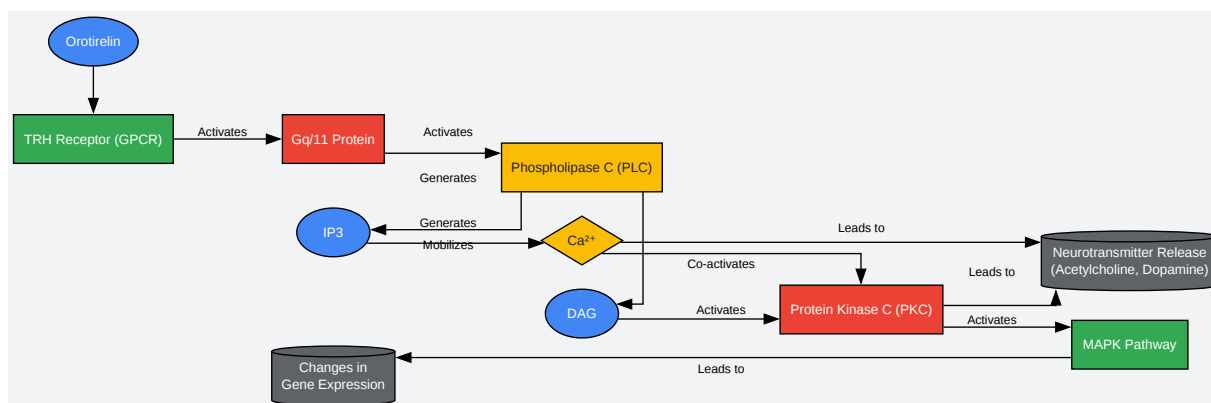 Orotirelin
TRH Receptor (GPCR)
Activates
Gq/11 Protein
Activates
Phospholipase C (PLC)
Generates
Generates
IP3
Mobilizes
Ca²⁺
Leads to
Co-activates
Neurotransmitter Release
(Acetylcholine, Dopamine)
Leads to
DAG
Activates
Protein Kinase C (PKC)
Activates
MAPK Pathway
Leads to
Changes in
Gene Expression